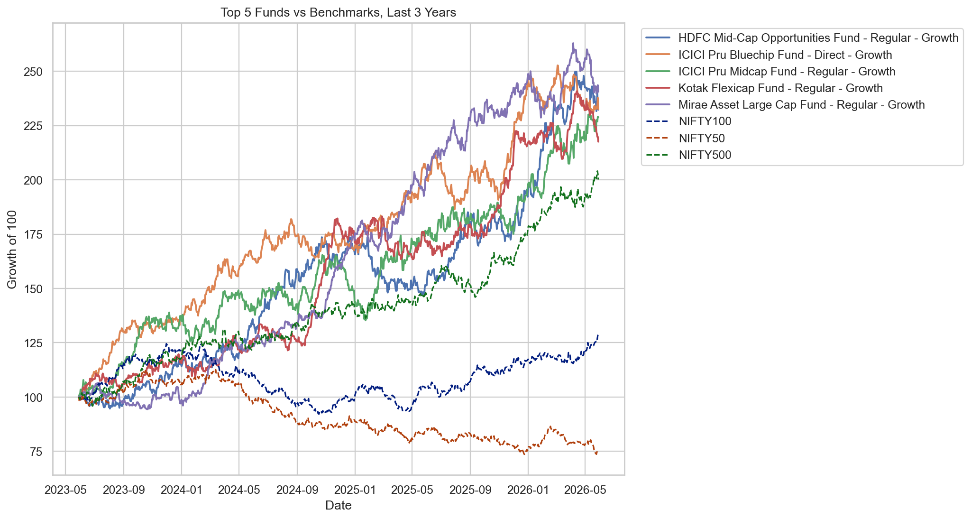 Top 5 Funds vs Benchmarks, Last 3 Years
HDFC Mid-Cap Opportunities Fund - Regular - Growth
ICICI Pru Bluechip Fund - Direct - Growth
ICICI Pru Midcap Fund - Regular - Growth
Kotak Flexicap Fund - Regular - Growth
Mirae Asset Large Cap Fund - Regular - Growth
NIFTY100
NIFTY50
NIFTY500
Growth of 100
250
225
200
175
150
125
100
75
2023-05 2023-09 2024-01 2024-05 2024-09 2025-01 2025-05 2025-09 2026-01 2026-05
Date